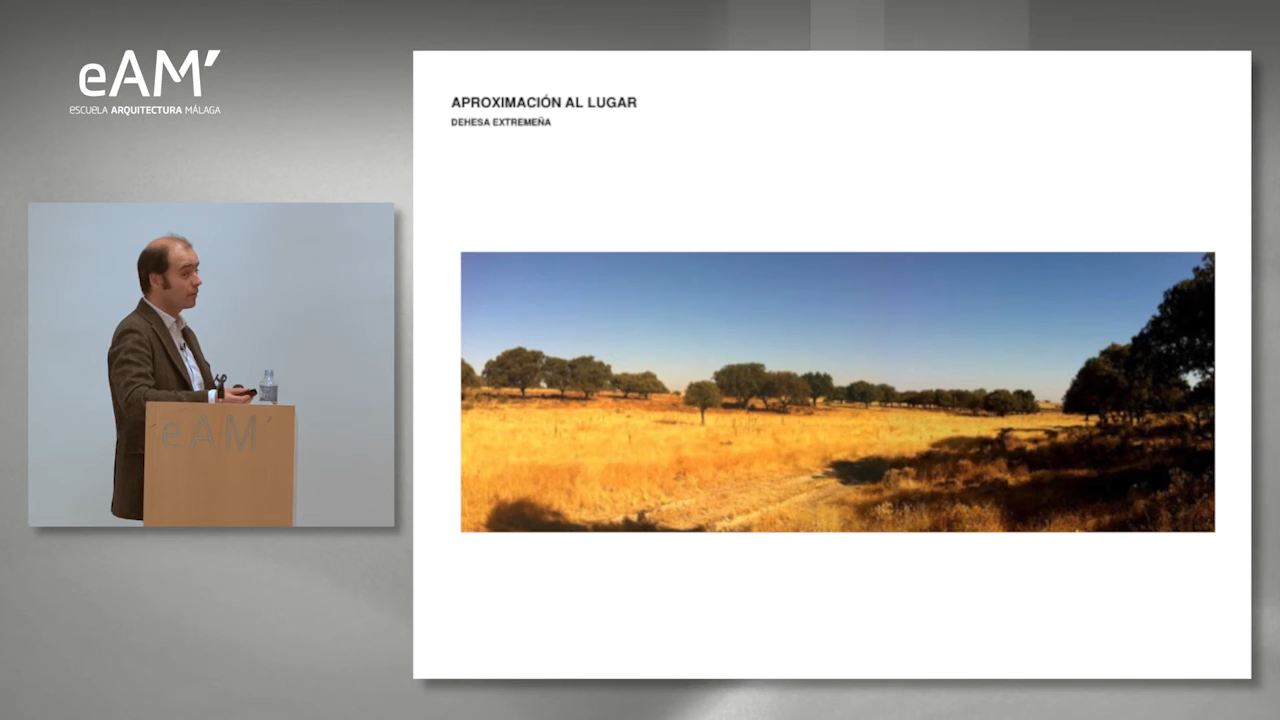 eAM'
ESCUELA ARQUITECTURA MÁLAGA
APROXIMACIÓN AL LUGAR
DEHESA EXTREMEÑA
eAM'